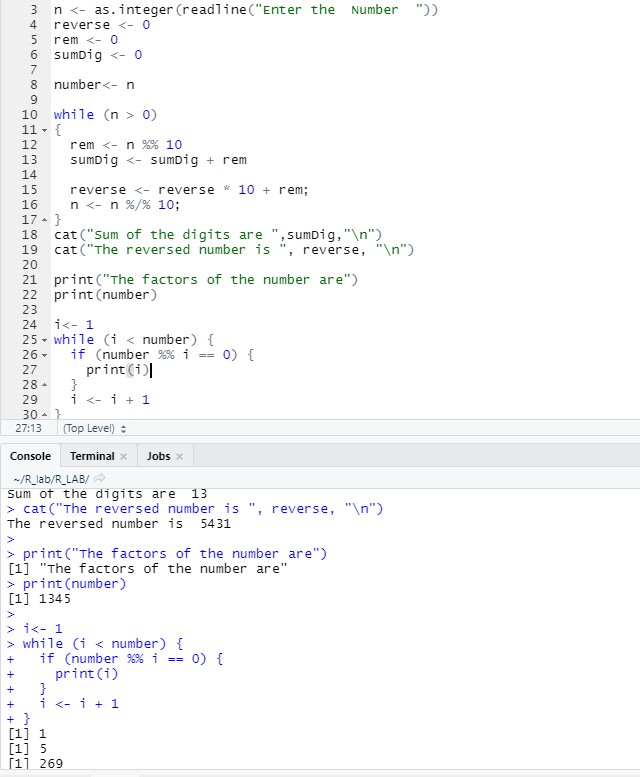 3 n <- as.integer(readline("Enter the  Number  "))
4 reverse <- 0
5 rem <- 0
6 sumDig <- 0
7
8 number<- n
9
10 while (n > 0)
11 {
12   rem <- n %% 10
13   sumDig <- sumDig + rem
14
15   reverse <- reverse * 10 + rem;
16   n <- n %/% 10;
17 }
18 cat("Sum of the digits are ",sumDig,"\n")
19 cat("The reversed number is ", reverse, "\n")
20
21 print("The factors of the number are")
22 print(number)
23
24 i<- 1
25 while (i < number) {
26   if (number %% i == 0) {
27     print(i)
28   }
29   i <- i + 1
30 }
27:13 (Top Level)
Console Terminal × Jobs ×
~/R_lab/R_LAB/
Sum of the digits are  13
> cat("The reversed number is ", reverse, "\n")
The reversed number is  5431
>
> print("The factors of the number are")
[1] "The factors of the number are"
> print(number)
[1] 1345
>
> i<- 1
> while (i < number) {
+   if (number %% i == 0) {
+     print(i)
+   }
+   i <- i + 1
+ }
[1] 1
[1] 5
[1] 269